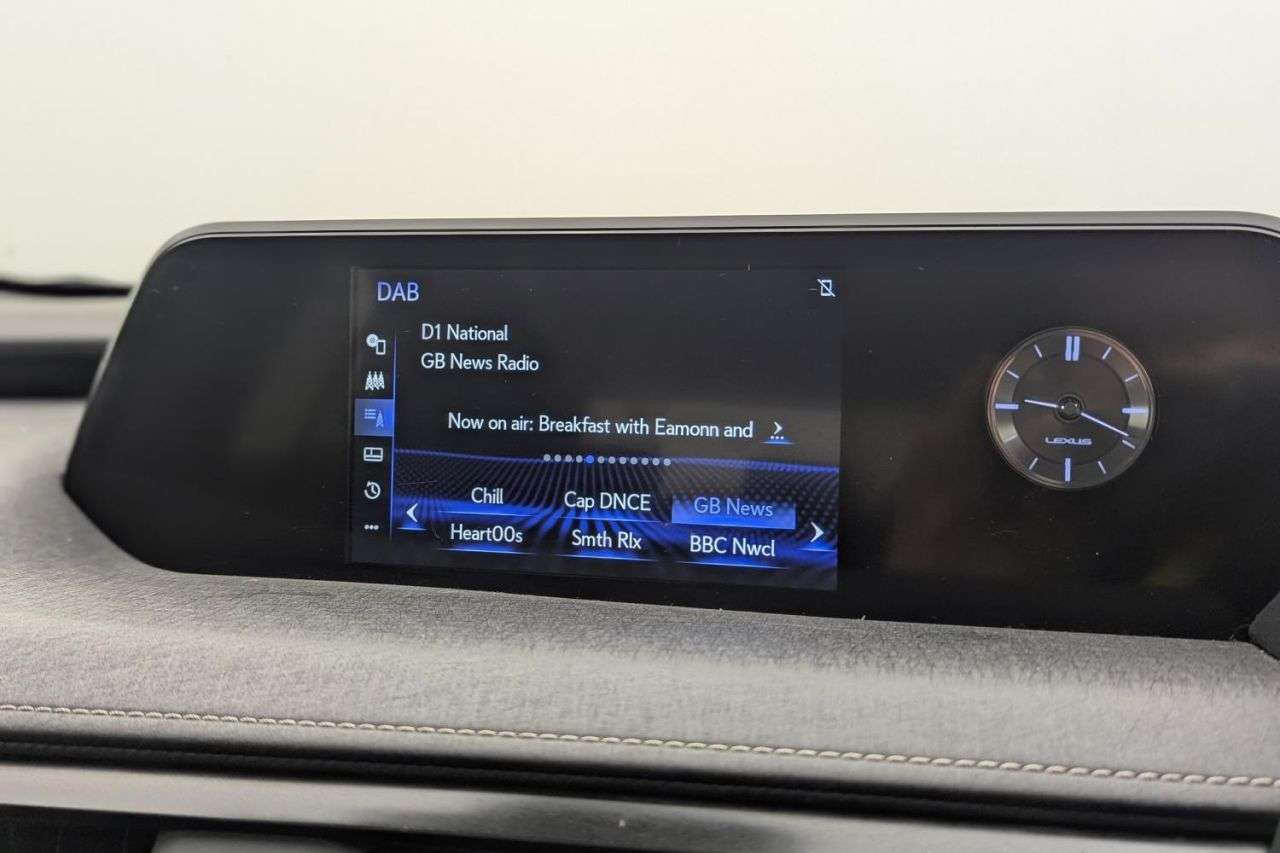 DAB
D1 National
GB News Radio
Now on air: Breakfast with Eamonn and
Chill
Cap DNCE
GB News
Heart00s
Smth Rlx
BBC Nwcl
LEXUS